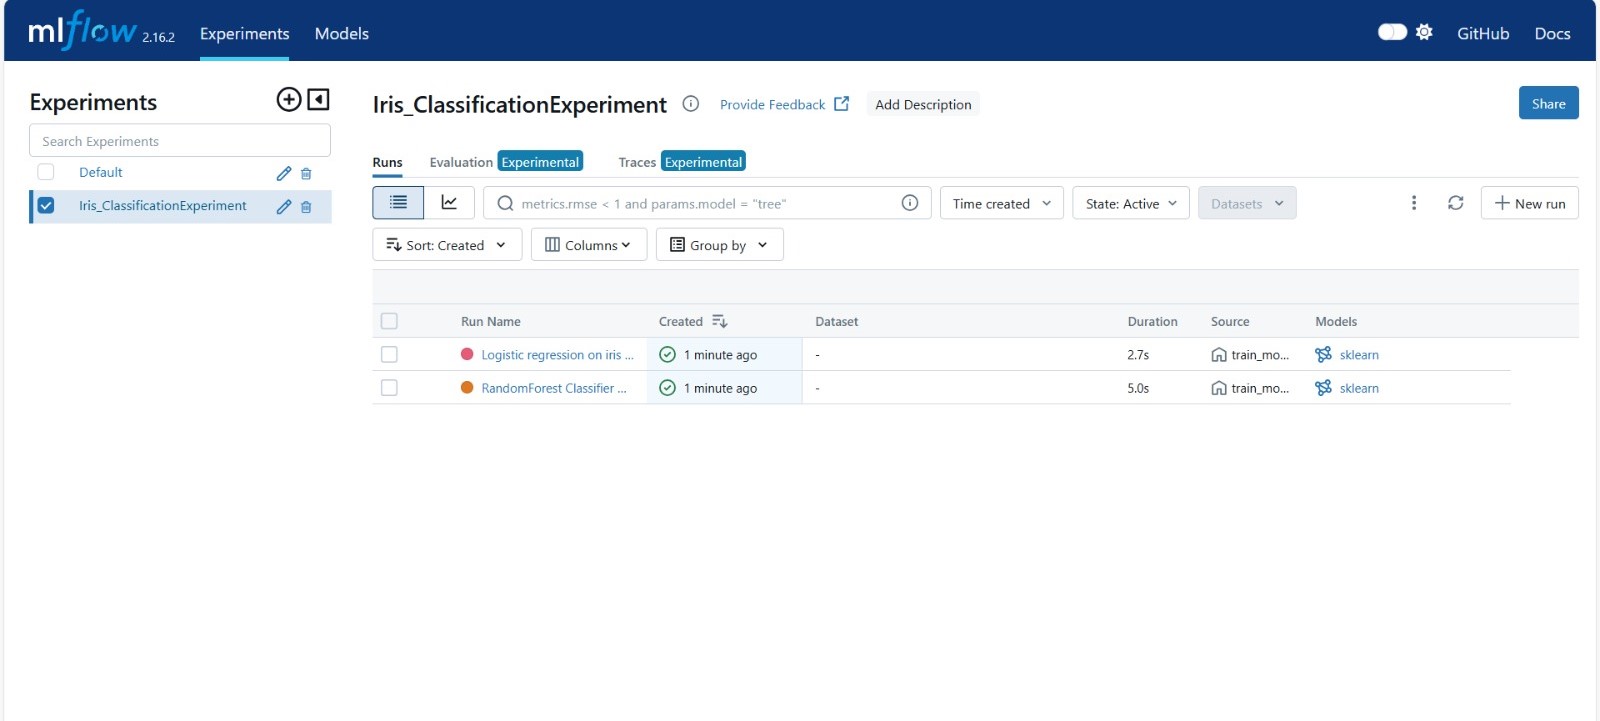 mlflow 2.16.2 Experiments Models GitHub Docs
Experiments
Search Experiments
Default
Iris_ClassificationExperiment
Iris_ClassificationExperiment Provide Feedback Add Description Share
Runs Evaluation Experimental Traces Experimental
metrics.rmse < 1 and params.model = "tree" Time created State: Active Datasets New run
Sort: Created Columns Group by
Run Name Created Dataset Duration Source Models
Logistic regression on iris ... 1 minute ago - 2.7s train_mo... sklearn
RandomForest Classifier ... 1 minute ago - 5.0s train_mo... sklearn